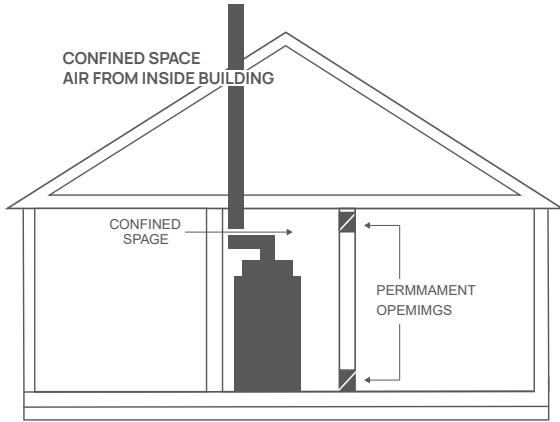 CONFINED SPACE
AIR FROM INSIDE BUILDING
CONFINED
SPAGE
PERMMAMENT
OPEMIMGS